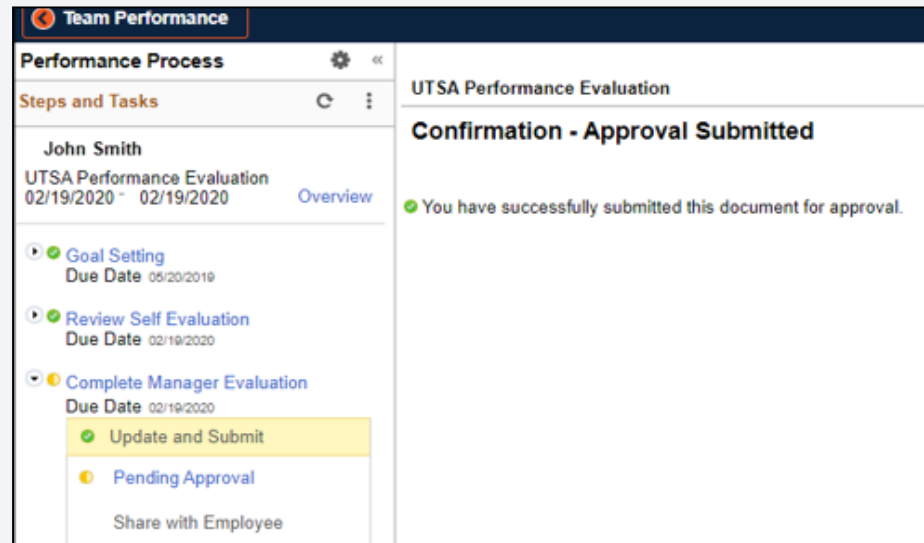 Team Performance
Performance Process
«
Steps and Tasks
John Smith
UTSA Performance Evaluation
02/19/2020 - 02/19/2020 Overview
Goal Setting
Due Date 05/20/2019
Review Self Evaluation
Due Date 02/19/2020
Complete Manager Evaluation
Due Date 02/19/2020
Update and Submit
Pending Approval
Share with Employee
UTSA Performance Evaluation
Confirmation - Approval Submitted
You have successfully submitted this document for approval.